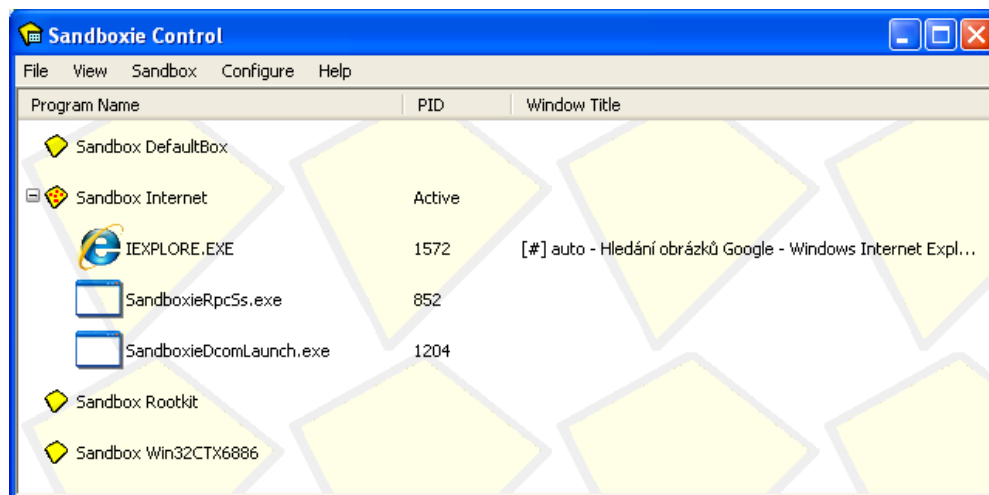 Sandboxie Control
File View Sandbox Configure Help
Program Name PID Window Title
Sandbox DefaultBox
Sandbox Internet Active
IEXPLORE.EXE 1572 [#] auto - Hledání obrázků Google - Windows Internet Expl...
SandboxieRpcSs.exe 852
SandboxieDcomLaunch.exe 1204
Sandbox Rootkit
Sandbox Win32CTX6886